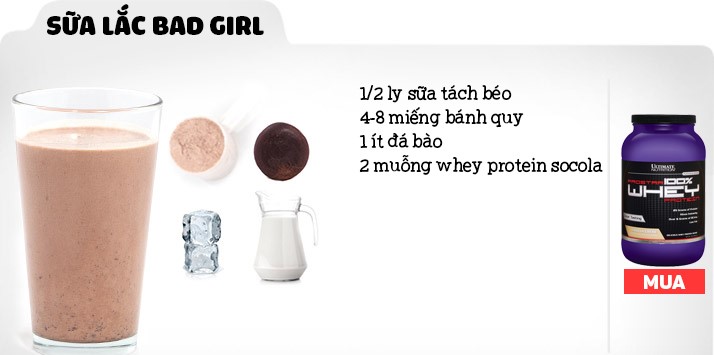 SỮA LẮC BAD GIRL
1/2 ly sữa tách béo
4-8 miếng bánh quy
1 ít đá bào
2 muỗng whey protein socola
ULTIMATE NUTRITION
PROSTAR 100%
WHEY
PROTEIN
MUA